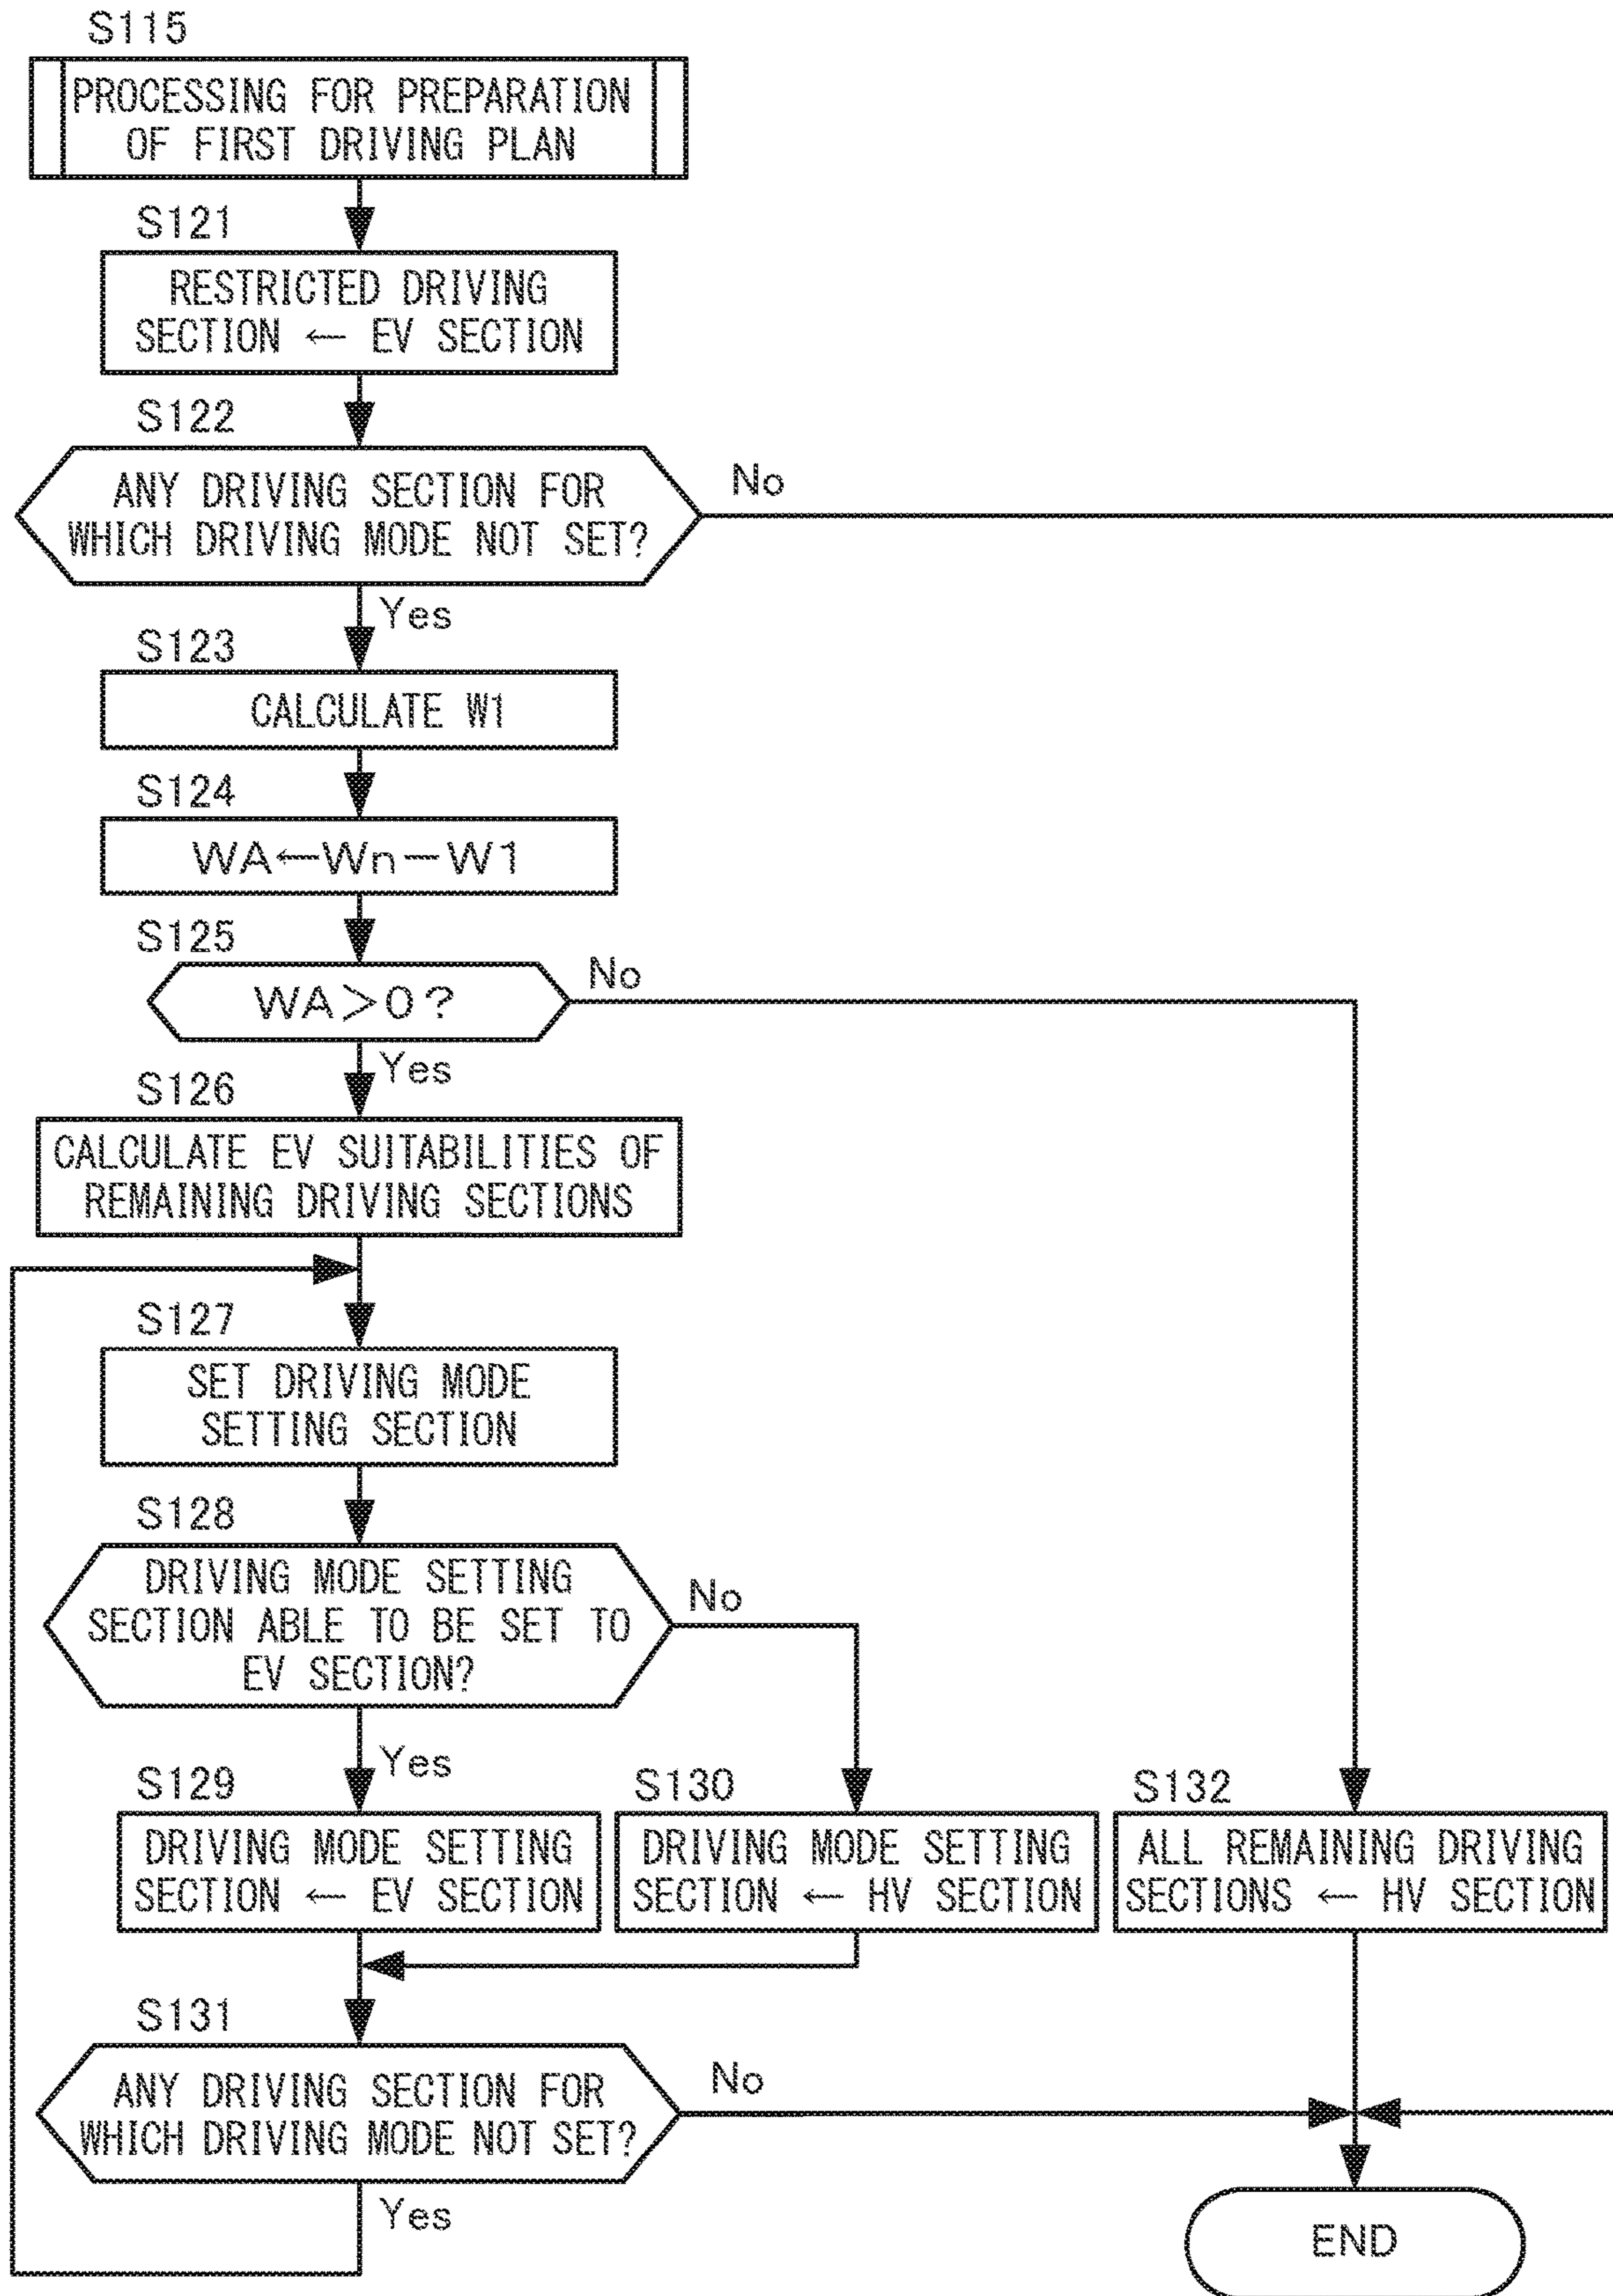 S115
PROCESSING FOR PREPARATION
OF FIRST DRIVING PLAN
S121
RESTRICTED DRIVING
SECTION ← EV SECTION
S122
ANY DRIVING SECTION FOR
WHICH DRIVING MODE NOT SET?
No
Yes
S123
CALCULATE W1
S124
WA←Wn－W1
S125
WA＞0？
No
Yes
S126
CALCULATE EV SUITABILITIES OF
REMAINING DRIVING SECTIONS
S127
SET DRIVING MODE
SETTING SECTION
S128
DRIVING MODE SETTING
SECTION ABLE TO BE SET TO
EV SECTION?
No
Yes
S129
DRIVING MODE SETTING
SECTION ← EV SECTION
S130
DRIVING MODE SETTING
SECTION ← HV SECTION
S132
ALL REMAINING DRIVING
SECTIONS ← HV SECTION
S131
ANY DRIVING SECTION FOR
WHICH DRIVING MODE NOT SET?
No
Yes
END